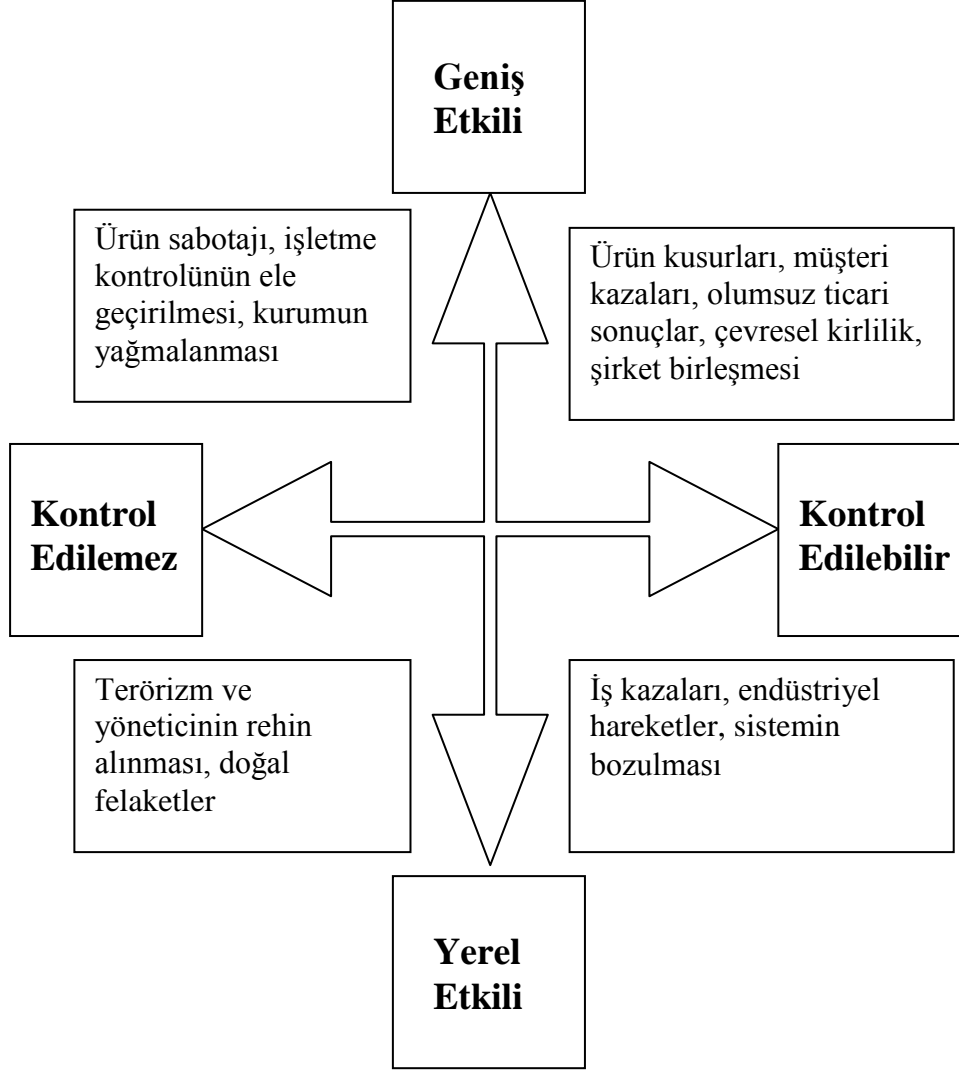 Geniş
Etkili
Ürün sabotajı, işletme
kontrolünün ele
geçirilmesi, kurumun
yağmalanması
Ürün kusurları, müşteri
kazaları, olumsuz ticari
sonuçlar, çevresel kirlilik,
şirket birleşmesi
Kontrol
Edilemez
Kontrol
Edilebilir
Terörizm ve
yöneticinin rehin
alınması, doğal
felaketler
İş kazaları, endüstriyel
hareketler, sistemin
bozulması
Yerel
Etkili